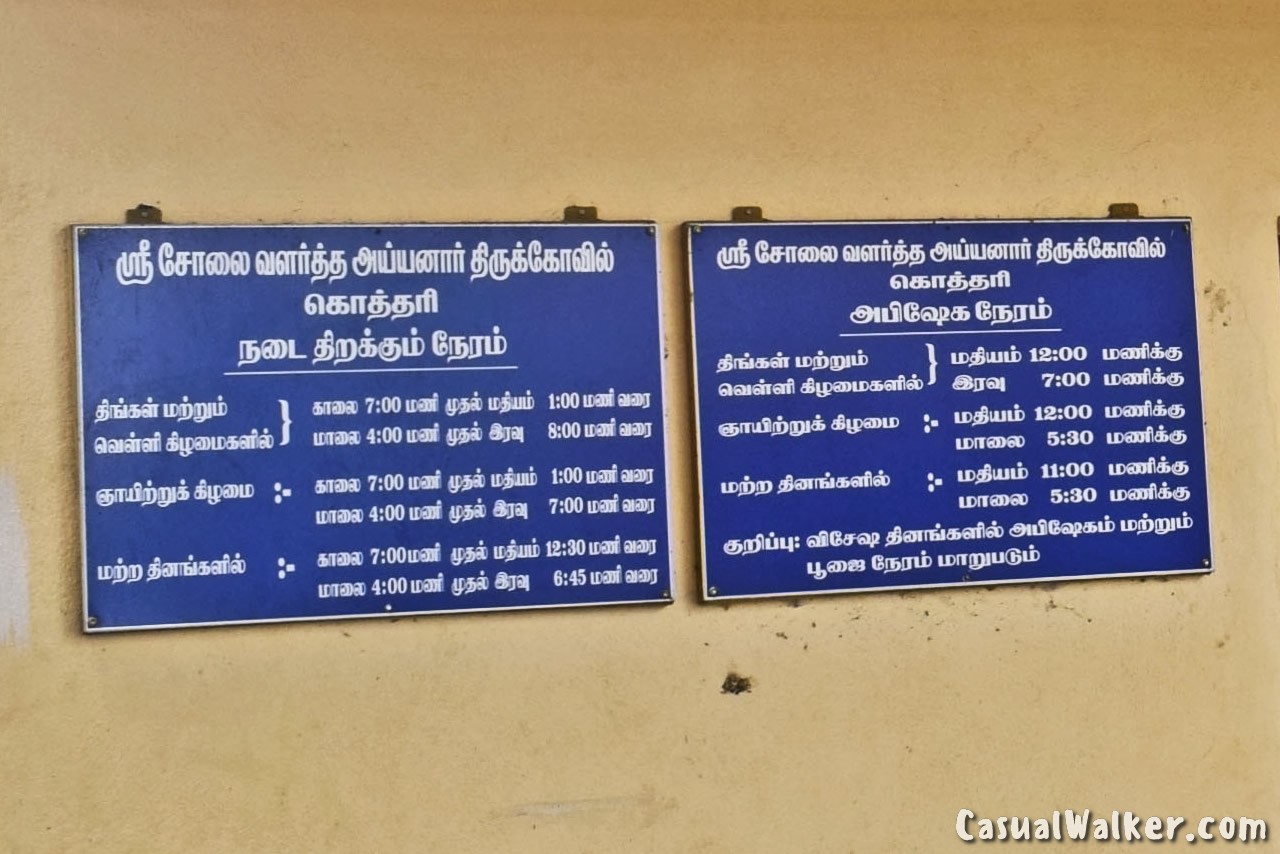 ஸ்ரீ சோலை வளர்த்த அய்யனார் திருக்கோவில்
கொத்தரி
நடை திறக்கும் நேரம்
திங்கள் மற்றும்
வெள்ளி கிழமைகளில் } காலை 7:00 மணி முதல் மதியம் 1:00 மணி வரை
மாலை 4:00 மணி முதல் இரவு 8:00 மணி வரை
ஞாயிற்றுக் கிழமை :- காலை 7:00 மணி முதல் மதியம் 1:00 மணி வரை
மாலை 4:00 மணி முதல் இரவு 7:00 மணி வரை
மற்ற தினங்களில் :- காலை 7:00 மணி முதல் மதியம் 12:30 மணி வரை
மாலை 4:00 மணி முதல் இரவு 6:45 மணி வரை
ஸ்ரீ சோலை வளர்த்த அய்யனார் திருக்கோவில்
கொத்தரி
அபிஷேக நேரம்
திங்கள் மற்றும்
வெள்ளி கிழமைகளில் } மதியம் 12:00 மணிக்கு
இரவு 7:00 மணிக்கு
ஞாயிற்றுக் கிழமை :- மதியம் 12:00 மணிக்கு
மாலை 5:30 மணிக்கு
மற்ற தினங்களில் :- மதியம் 11:00 மணிக்கு
மாலை 5:30 மணிக்கு
குறிப்பு: விசேஷ தினங்களில் அபிஷேகம் மற்றும்
பூஜை நேரம் மாறுபடும்
CasualWalker.com